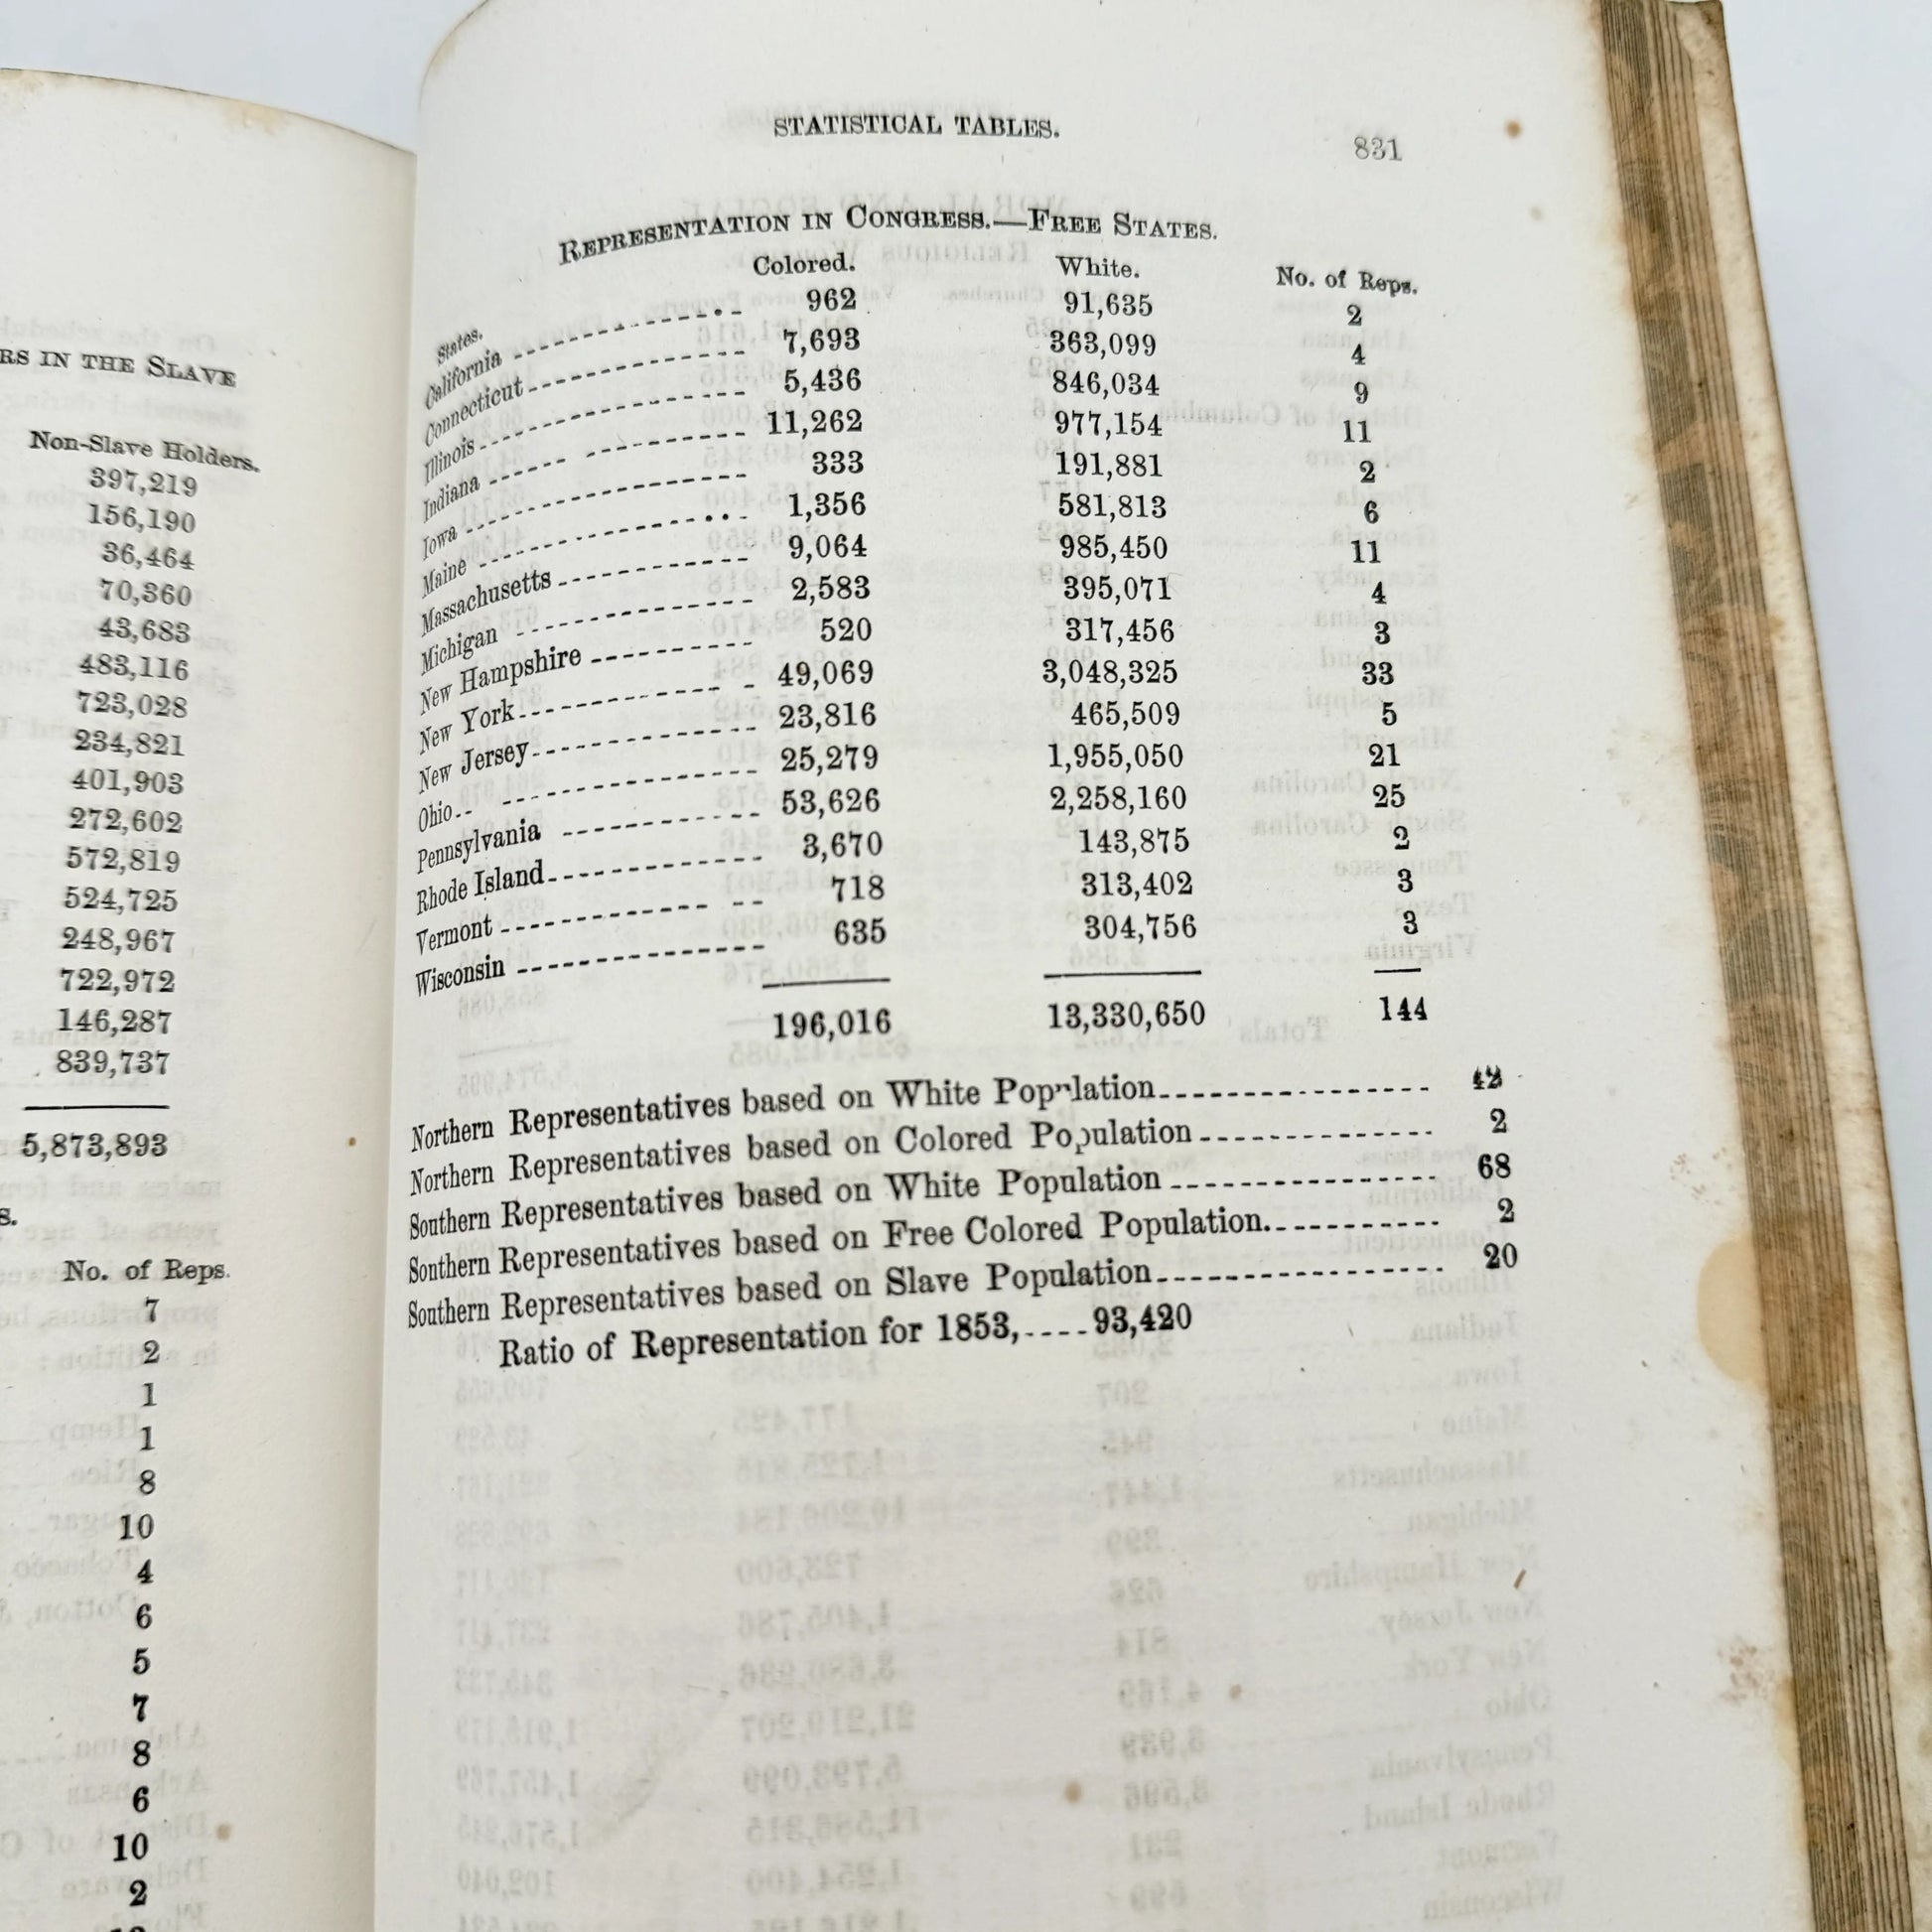 RS IN THE SLAVE
Non-Slave Holders.
397,219
156,190
36,464
70,360
43,683
483,116
723,028
234,821
401,903
272,602
572,819
524,725
248,967
722,972
146,287
839,737
5,873,893
s.
No. of Reps.
7
2
1
1
8
10
4
6
5
7
8
6
10
2
STATISTICAL TABLES.
831
REPRESENTATION IN CONGRESS.—FREE STATES.
States. Colored. White. No. of Reps.
California 962 91,635 2
Connecticut 7,693 363,099 4
Illinois 5,436 846,034 9
Indiana 11,262 977,154 11
Iowa 333 191,881 2
Maine 1,356 581,813 6
Massachusetts 9,064 985,450 11
Michigan 2,583 395,071 4
New Hampshire 520 317,456 3
New York 49,069 3,048,325 33
New Jersey 23,816 465,509 5
Ohio 25,279 1,955,050 21
Pennsylvania 53,626 2,258,160 25
Rhode Island 3,670 143,875 2
Vermont 718 313,402 3
Wisconsin 635 304,756 3
196,016 13,330,650 144
Northern Representatives based on White Population
Northern Representatives based on Colored Population 2
Southern Representatives based on White Population 68
Southern Representatives based on Free Colored Population. 2
Southern Representatives based on Slave Population 20
Ratio of Representation for 1853, 93,420